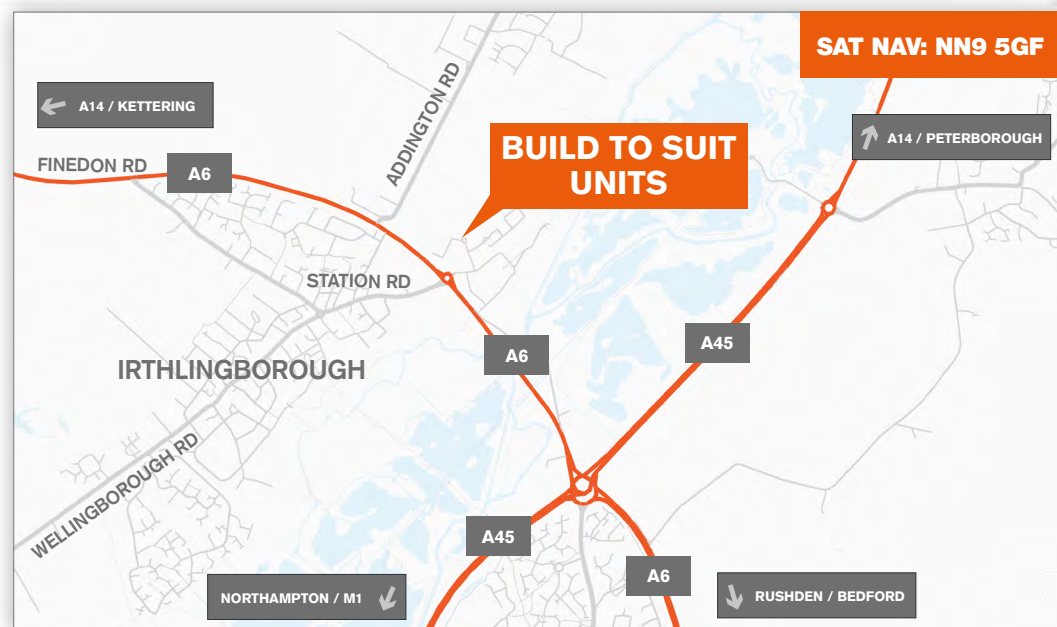 SAT NAV: NN9 5GF
A14 / KETTERING
ADDINGTON RD
BUILD TO SUIT
UNITS
A14 / PETERBOROUGH
FINEDON RD
A6
STATION RD
A45
A6
IRTHLINGBOROUGH
WELLINGBOROUGH RD
A45
A6
NORTHAMPTON / M1
RUSHDEN / BEDFORD